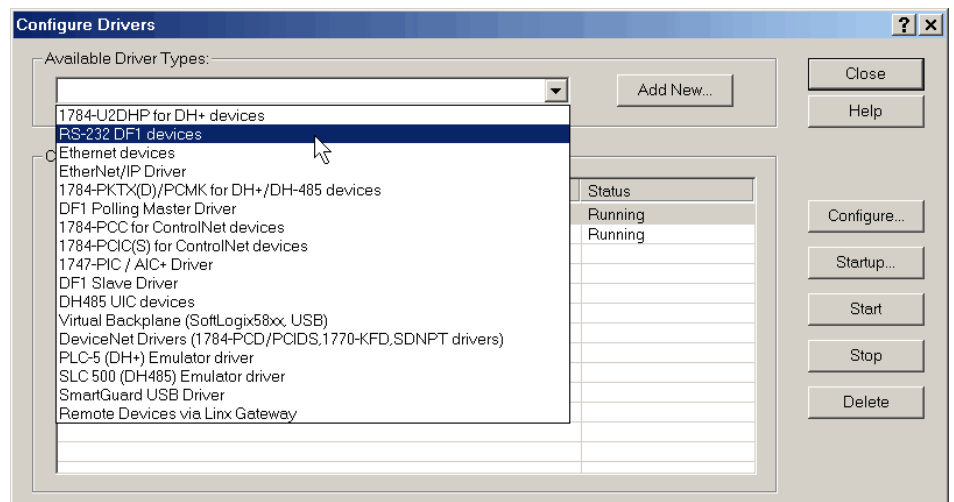 Configure Drivers
Available Driver Types:
Add New...
Close
Help
1784-U2DHP for DH+ devices
RS-232 DF1 devices
Ethernet devices
EtherNet/IP Driver
1784-PKTX(D)/PCMK for DH+/DH-485 devices
DF1 Polling Master Driver
1784-PCC for ControlNet devices
1784-PCIC(S) for ControlNet devices
1747-PIC / AIC+ Driver
DF1 Slave Driver
DH485 UIC devices
Virtual Backplane (SoftLogix58xx, USB)
DeviceNet Drivers (1784-PCD/PCIDS,1770-KFD,SDNPT drivers)
PLC-5 (DH+) Emulator driver
SLC 500 (DH485) Emulator driver
SmartGuard USB Driver
Remote Devices via Linx Gateway
Status
Running
Running
Configure...
Startup...
Start
Stop
Delete